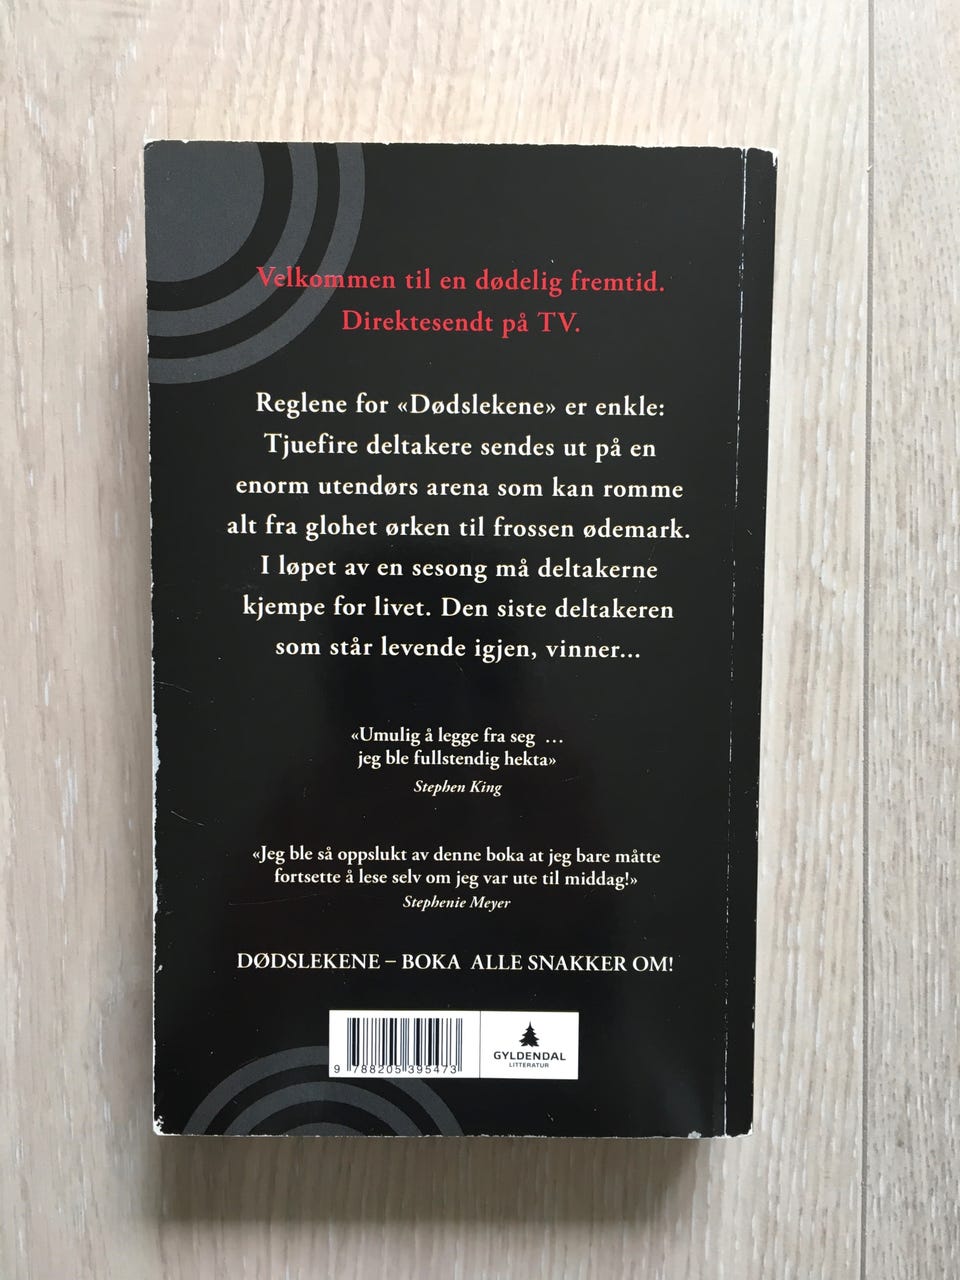 Velkommen til en dødelig fremtid.
Direktesendt på TV.
Reglene for «Dødslekene» er enkle:
Tjuefire deltakere sendes ut på en
enorm utendørs arena som kan romme
alt fra glohet ørken til frossen ødemark.
I løpet av en sesong må deltakerne
kjempe for livet. Den siste deltakeren
som står levende igjen, vinner...
«Umulig å legge fra seg ...
jeg ble fullstendig hekta»
Stephen King
«Jeg ble så oppslukt av denne boka at jeg bare måtte
fortsette å lese selv om jeg var ute til middag!»
Stephenie Meyer
DØDSLEKENE – BOKA ALLE SNAKKER OM!
9 788205 395473
GYLDENDAL
LITTERATUR